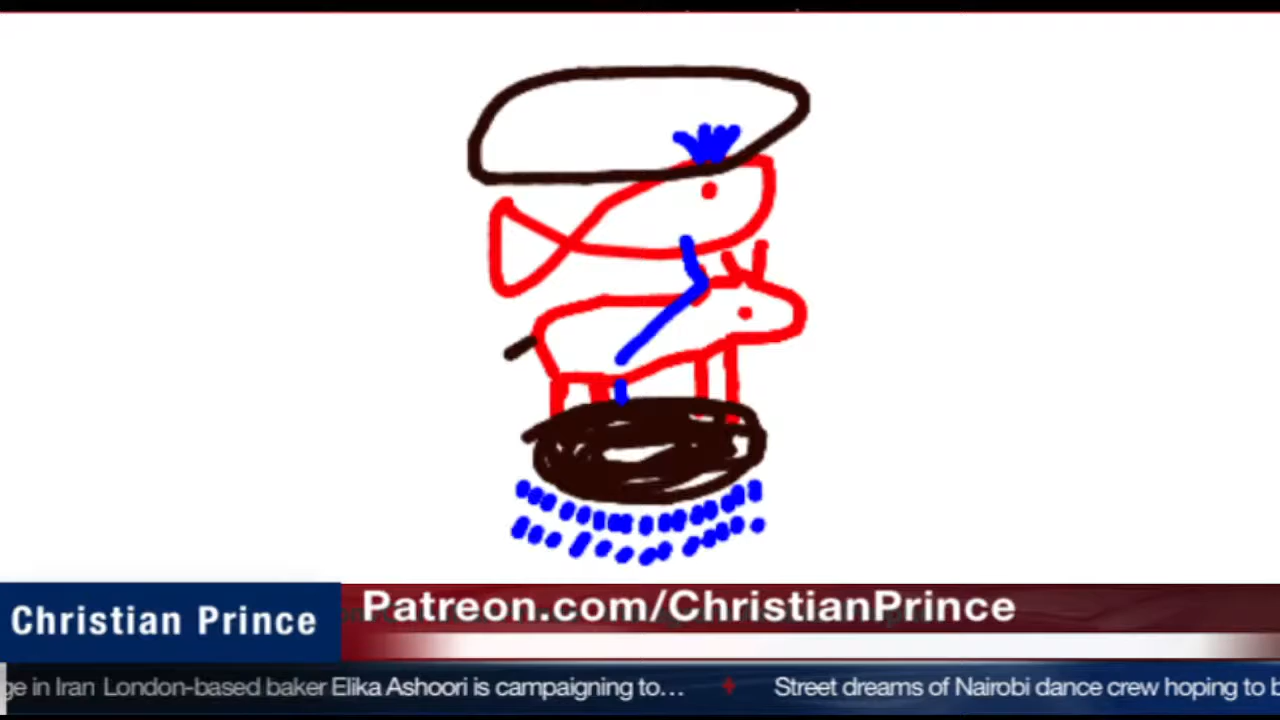 Christian Prince
Patreon.com/ChristianPrince
ge in Iran London-based baker Elika Ashoori is campaigning to... Street dreams of Nairobi dance crew hoping to b